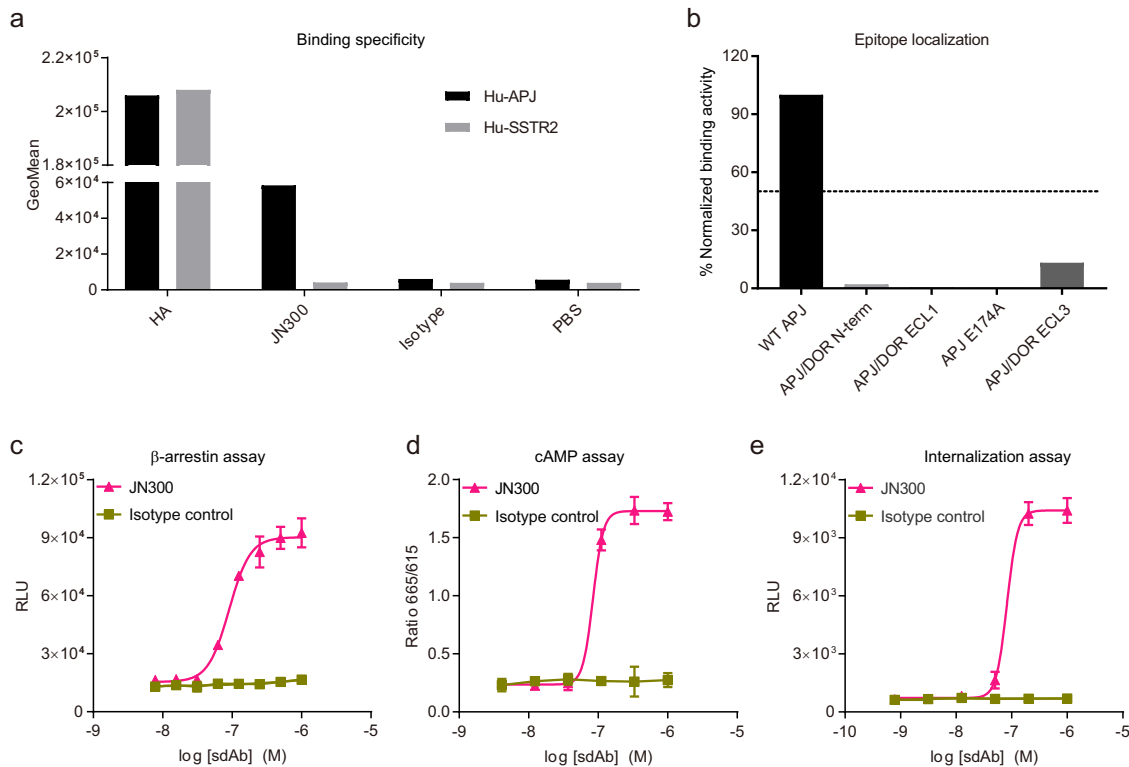 a
Binding specificity
2.2×10⁵
2×10⁵
1.8×10⁵
6×10⁴
4×10⁴
2×10⁴
0
GeoMean
Hu-APJ
Hu-SSTR2
HA
JN300
Isotype
PBS
b
Epitope localization
120
90
60
30
0
% Normalized binding activity
WT APJ
APJ/DOR N-term
APJ/DOR ECL1
APJ E174A
APJ/DOR ECL3
c
β-arrestin assay
JN300
Isotype control
1.2×10⁵
9×10⁴
6×10⁴
3×10⁴
0
RLU
-9 -8 -7 -6 -5
log [sdAb] (M)
d
cAMP assay
JN300
Isotype control
2.0
1.5
1.0
0.5
0.0
Ratio 665/615
-9 -8 -7 -6 -5
log [sdAb] (M)
e
Internalization assay
JN300
Isotype control
1.2×10⁴
9×10³
6×10³
3×10³
0
RLU
-10 -9 -8 -7 -6 -5
log [sdAb] (M)